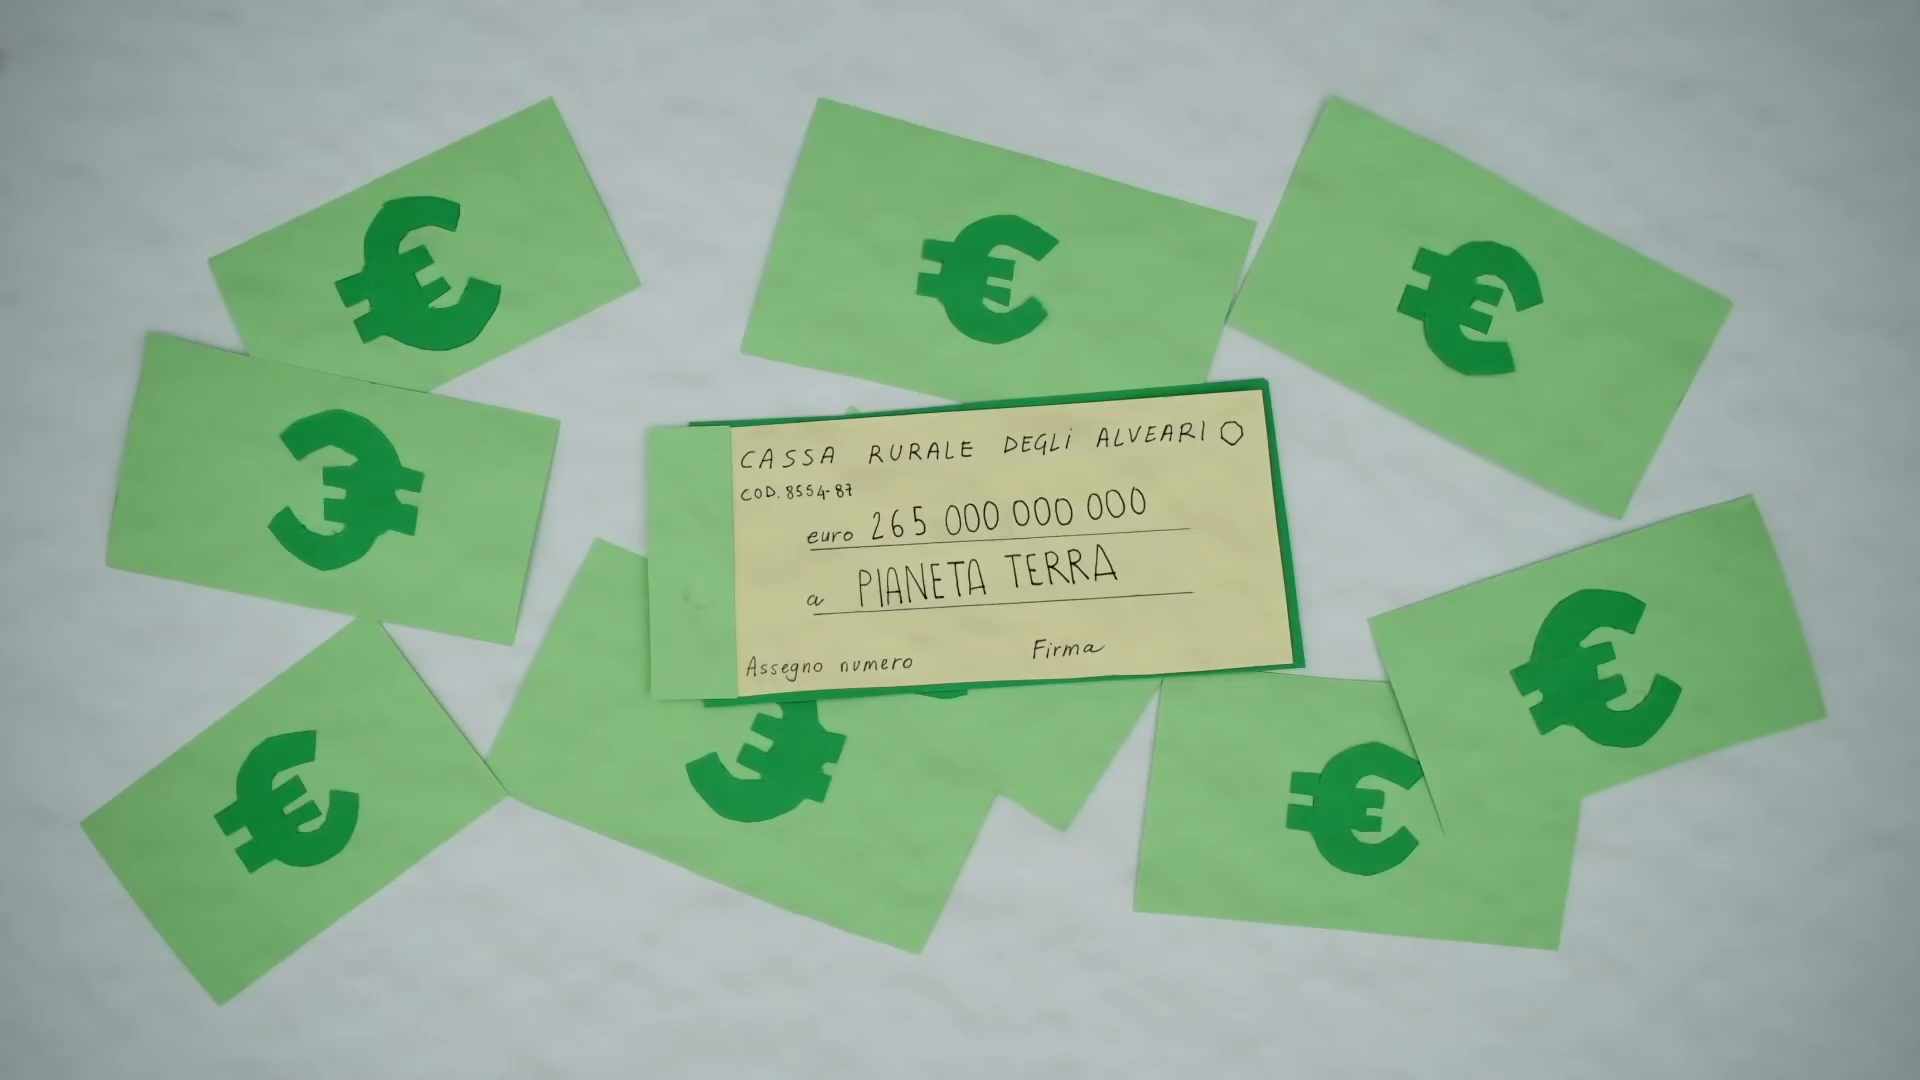 €
€
€
€
CASSA RURALE DEGLI ALVEARI
COD. 8554-87
euro 265 000 000 000
a PIANETA TERRA
Assegno numero Firma
€
€
€
€